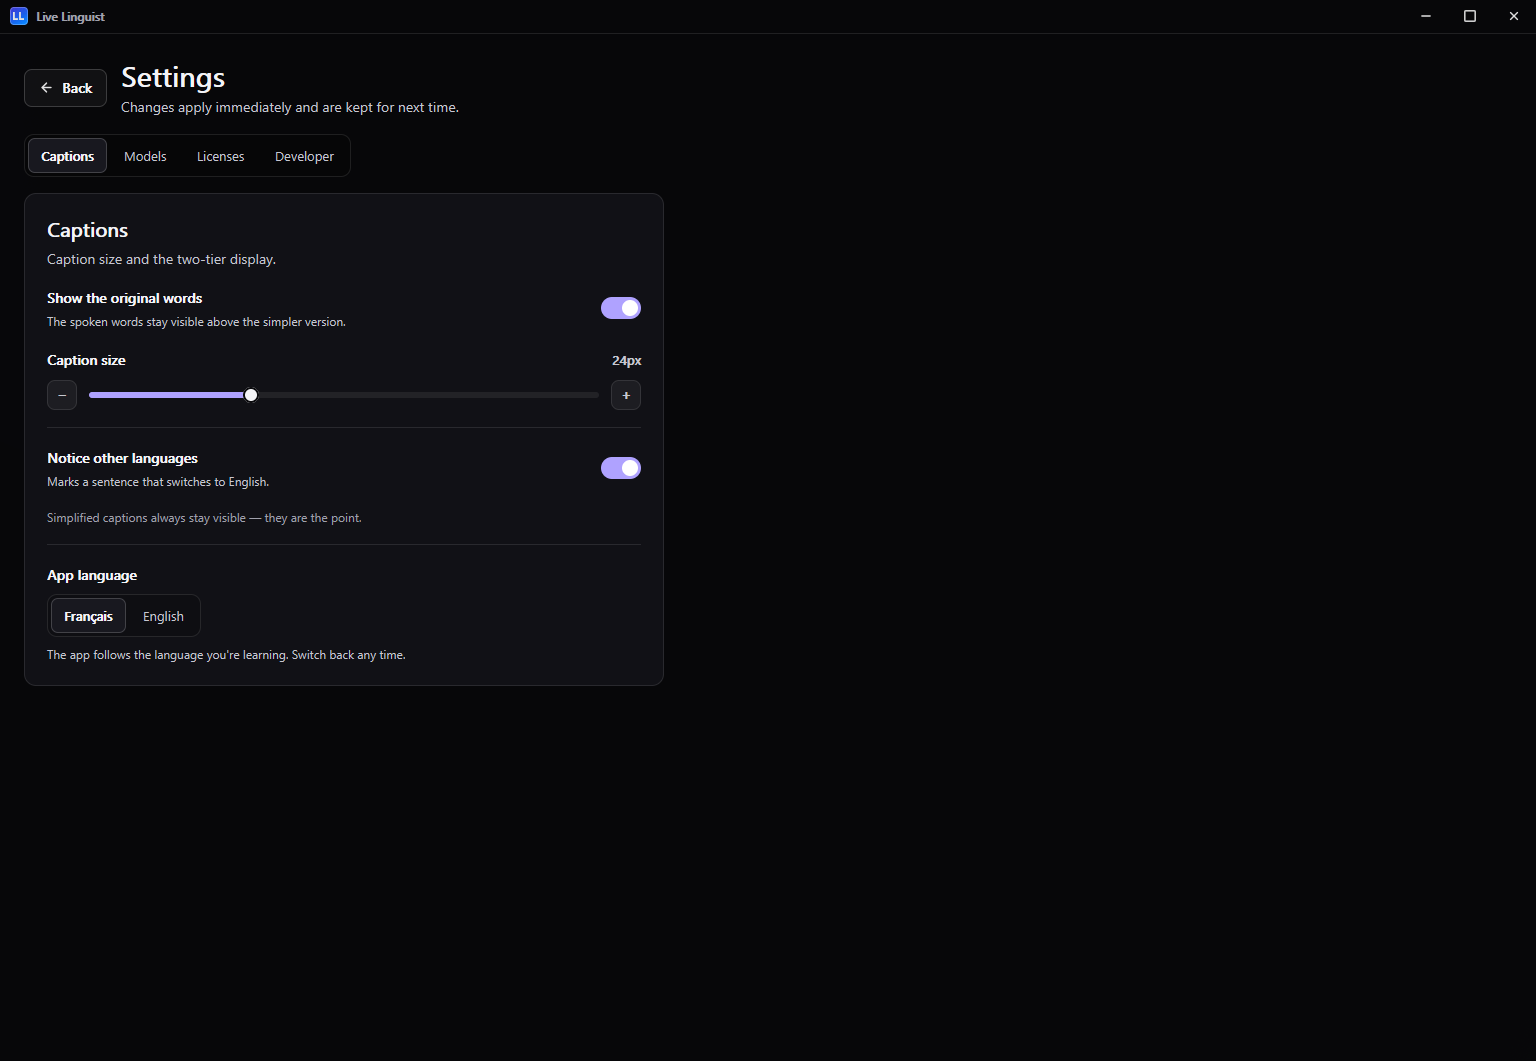 LL Live Linguist
← Back
Settings
Changes apply immediately and are kept for next time.
Captions Models Licenses Developer
Captions
Caption size and the two-tier display.
Show the original words
The spoken words stay visible above the simpler version.
Caption size 24px
− +
Notice other languages
Marks a sentence that switches to English.
Simplified captions always stay visible — they are the point.
App language
Français English
The app follows the language you're learning. Switch back any time.